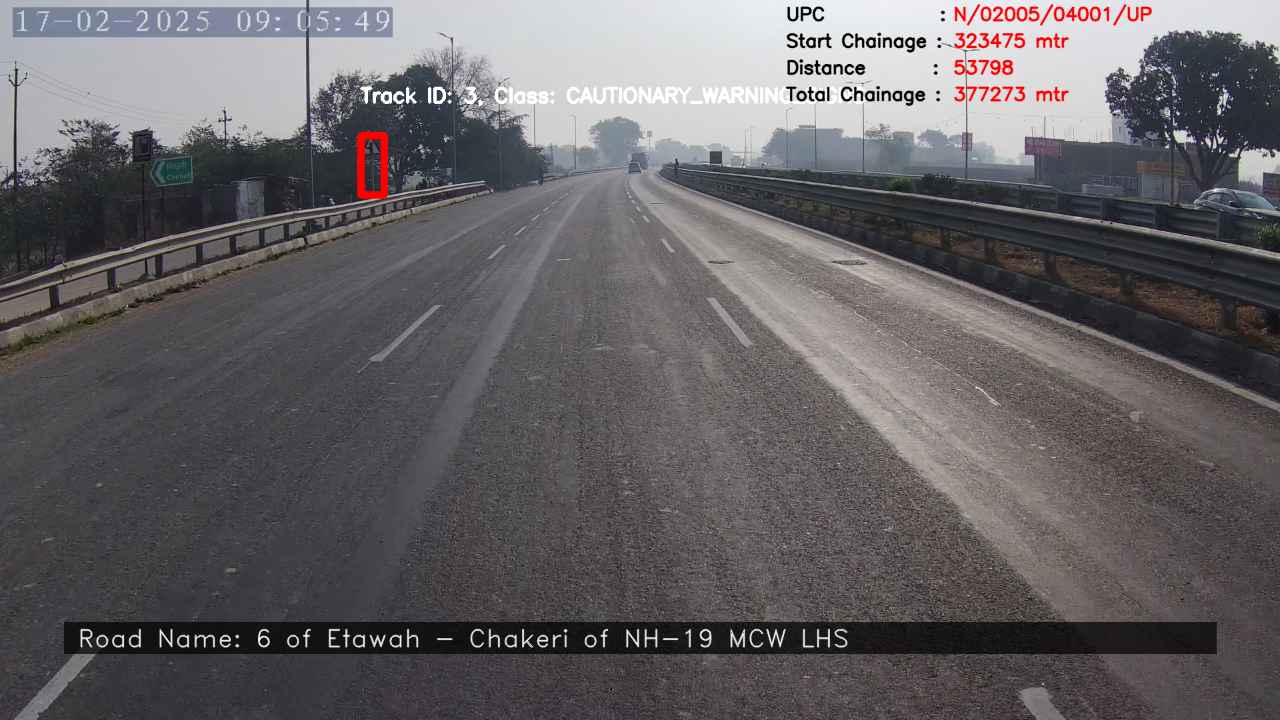 17-02-2025 09:05:49
UPC : N/02005/04001/UP
Start Chainage : 323475 mtr
Distance : 53798
Total Chainage : 377273 mtr
Track ID: 3, Class: CAUTIONARY_WARNING
Road Name: 6 of Etawah - Chakeri of NH-19 MCW LHS